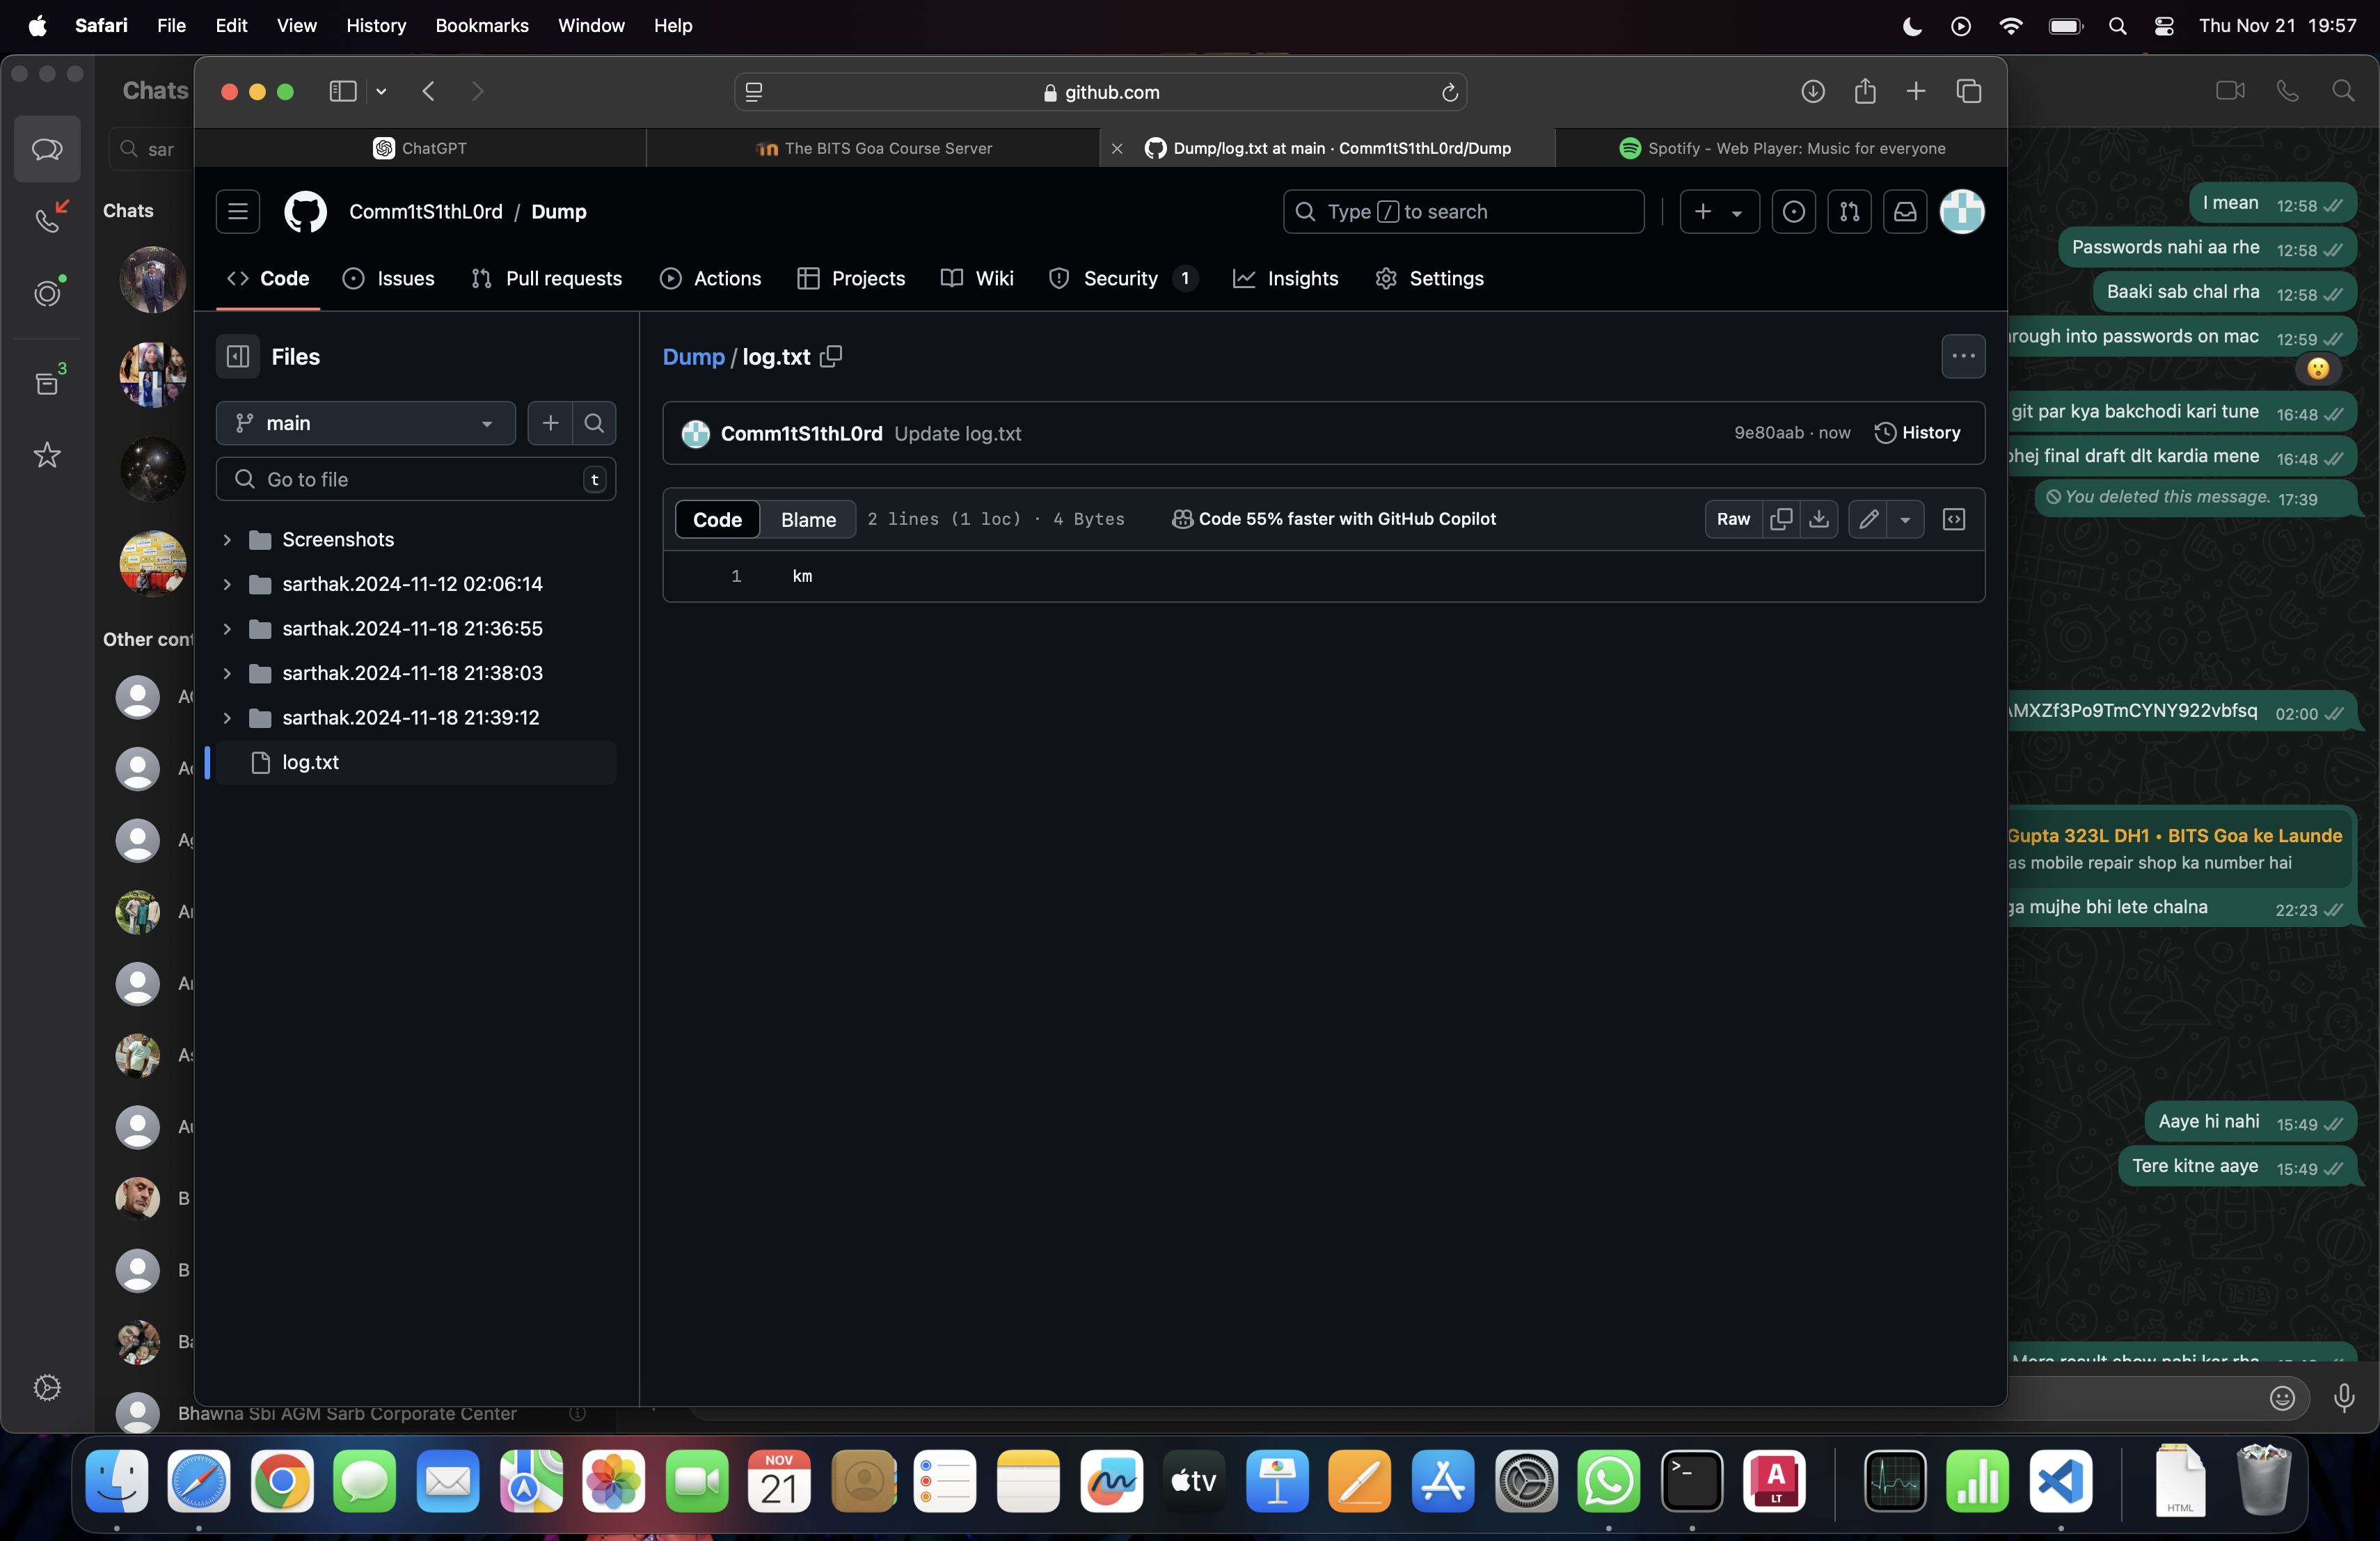 Safari File Edit View History Bookmarks Window Help
Thu Nov 21 19:57
Chats
sar
github.com
ChatGPT
The BITS Goa Course Server
Dump/log.txt at main · Comm1tS1thL0rd/Dump
Spotify - Web Player: Music for everyone
Comm1tS1thL0rd / Dump
Type / to search
Code
Issues
Pull requests
Actions
Projects
Wiki
Security 1
Insights
Settings
3
Chats
Other cont
Bhawna Sbi AGM Sarb Corporate Center
Files
main
Go to file
t
Screenshots
sarthak.2024-11-12 02:06:14
sarthak.2024-11-18 21:36:55
sarthak.2024-11-18 21:38:03
sarthak.2024-11-18 21:39:12
log.txt
Dump / log.txt
Comm1tS1thL0rd Update log.txt
9e80aab · now
History
Code Blame 2 lines (1 loc) · 4 Bytes
Code 55% faster with GitHub Copilot
Raw
1 km
I mean 12:58
Passwords nahi aa rhe 12:58
Baaki sab chal rha 12:58
rough into passwords on mac 12:59
git par kya bakchodi kari tune 16:48
hej final draft dlt kardia mene 16:48
You deleted this message. 17:39
MXZf3Po9TmCYNY922vbfsq 02:00
Gupta 323L DH1 • BITS Goa ke Launde
as mobile repair shop ka number hai
ga mujhe bhi lete chalna 22:23
Aaye hi nahi 15:49
Tere kitne aaye 15:49
NOV
21
tv
A
LT
HTML